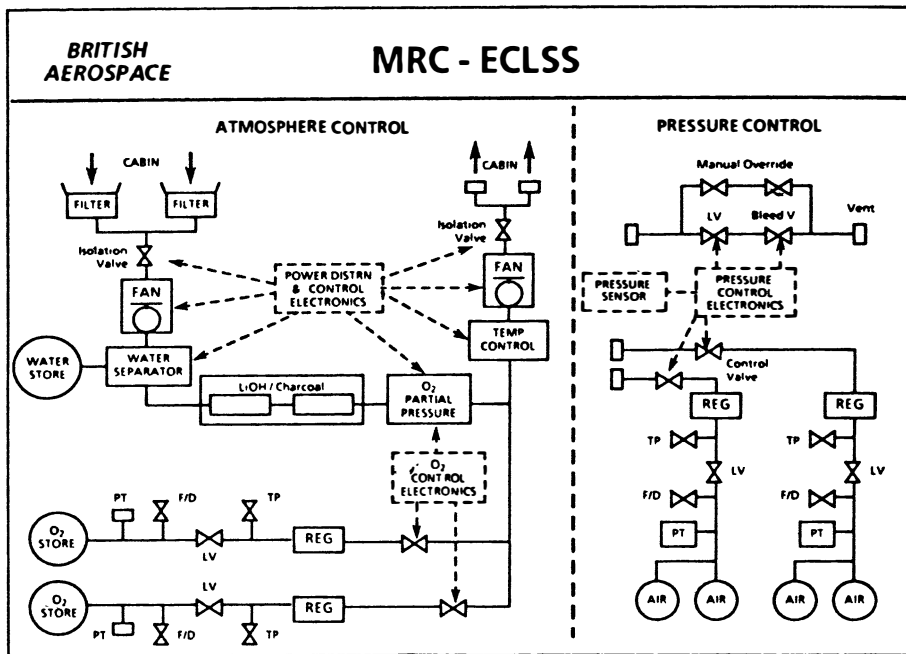 BRITISH
AEROSPACE
MRC - ECLSS
ATMOSPHERE CONTROL
CABIN
FILTER
FILTER
Isolation
Valve
FAN
WATER
STORE
WATER
SEPARATOR
LiOH / Charcoal
POWER DISTRN
& CONTROL
ELECTRONICS
CABIN
Isolation
Valve
FAN
TEMP
CONTROL
O₂
PARTIAL
PRESSURE
O₂
CONTROL
ELECTRONICS
PT
F/D
TP
O₂
STORE
LV
REG
LV
O₂
STORE
REG
PT
F/D
TP
PRESSURE CONTROL
Manual Override
LV
Bleed V
Vent
PRESSURE
SENSOR
PRESSURE
CONTROL
ELECTRONICS
Control
Valve
REG
REG
TP
TP
LV
LV
F/D
F/D
PT
PT
AIR
AIR
AIR
AIR